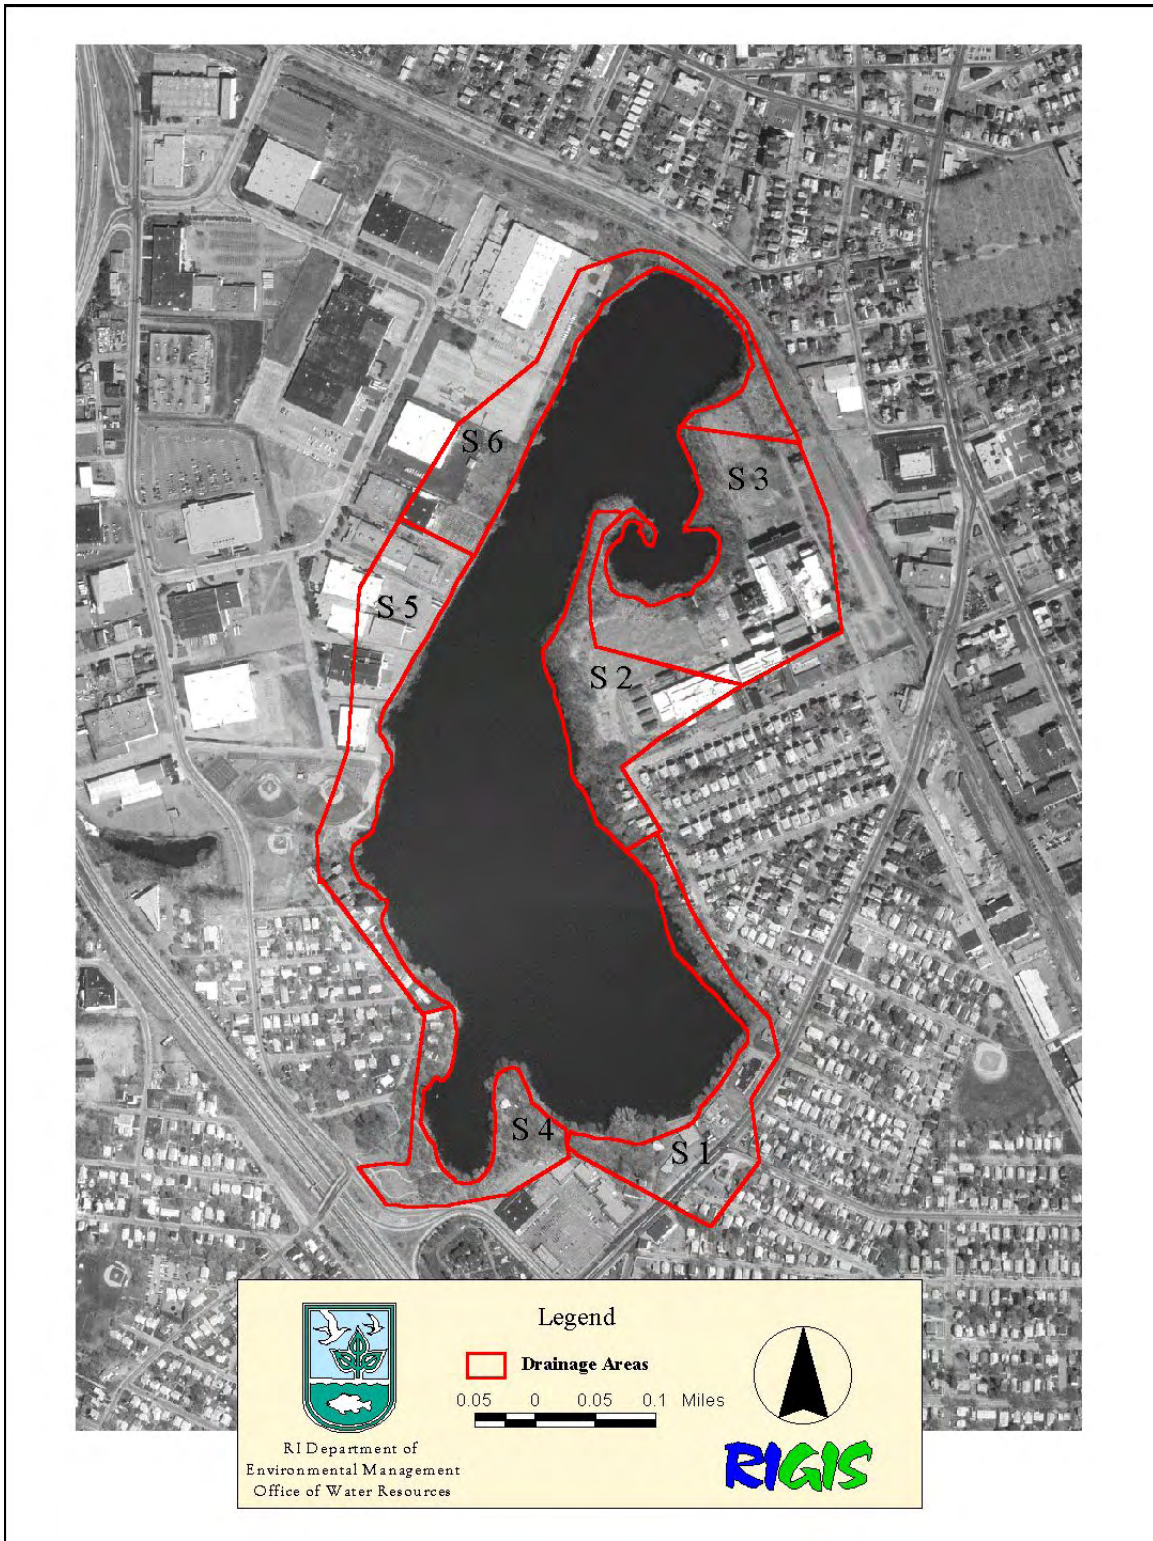 S 6
S 3
S 5
S 2
S 4
S 1
Legend
Drainage Areas
0.05 0 0.05 0.1 Miles
RI Department of
Environmental Management
Office of Water Resources
RIGIS